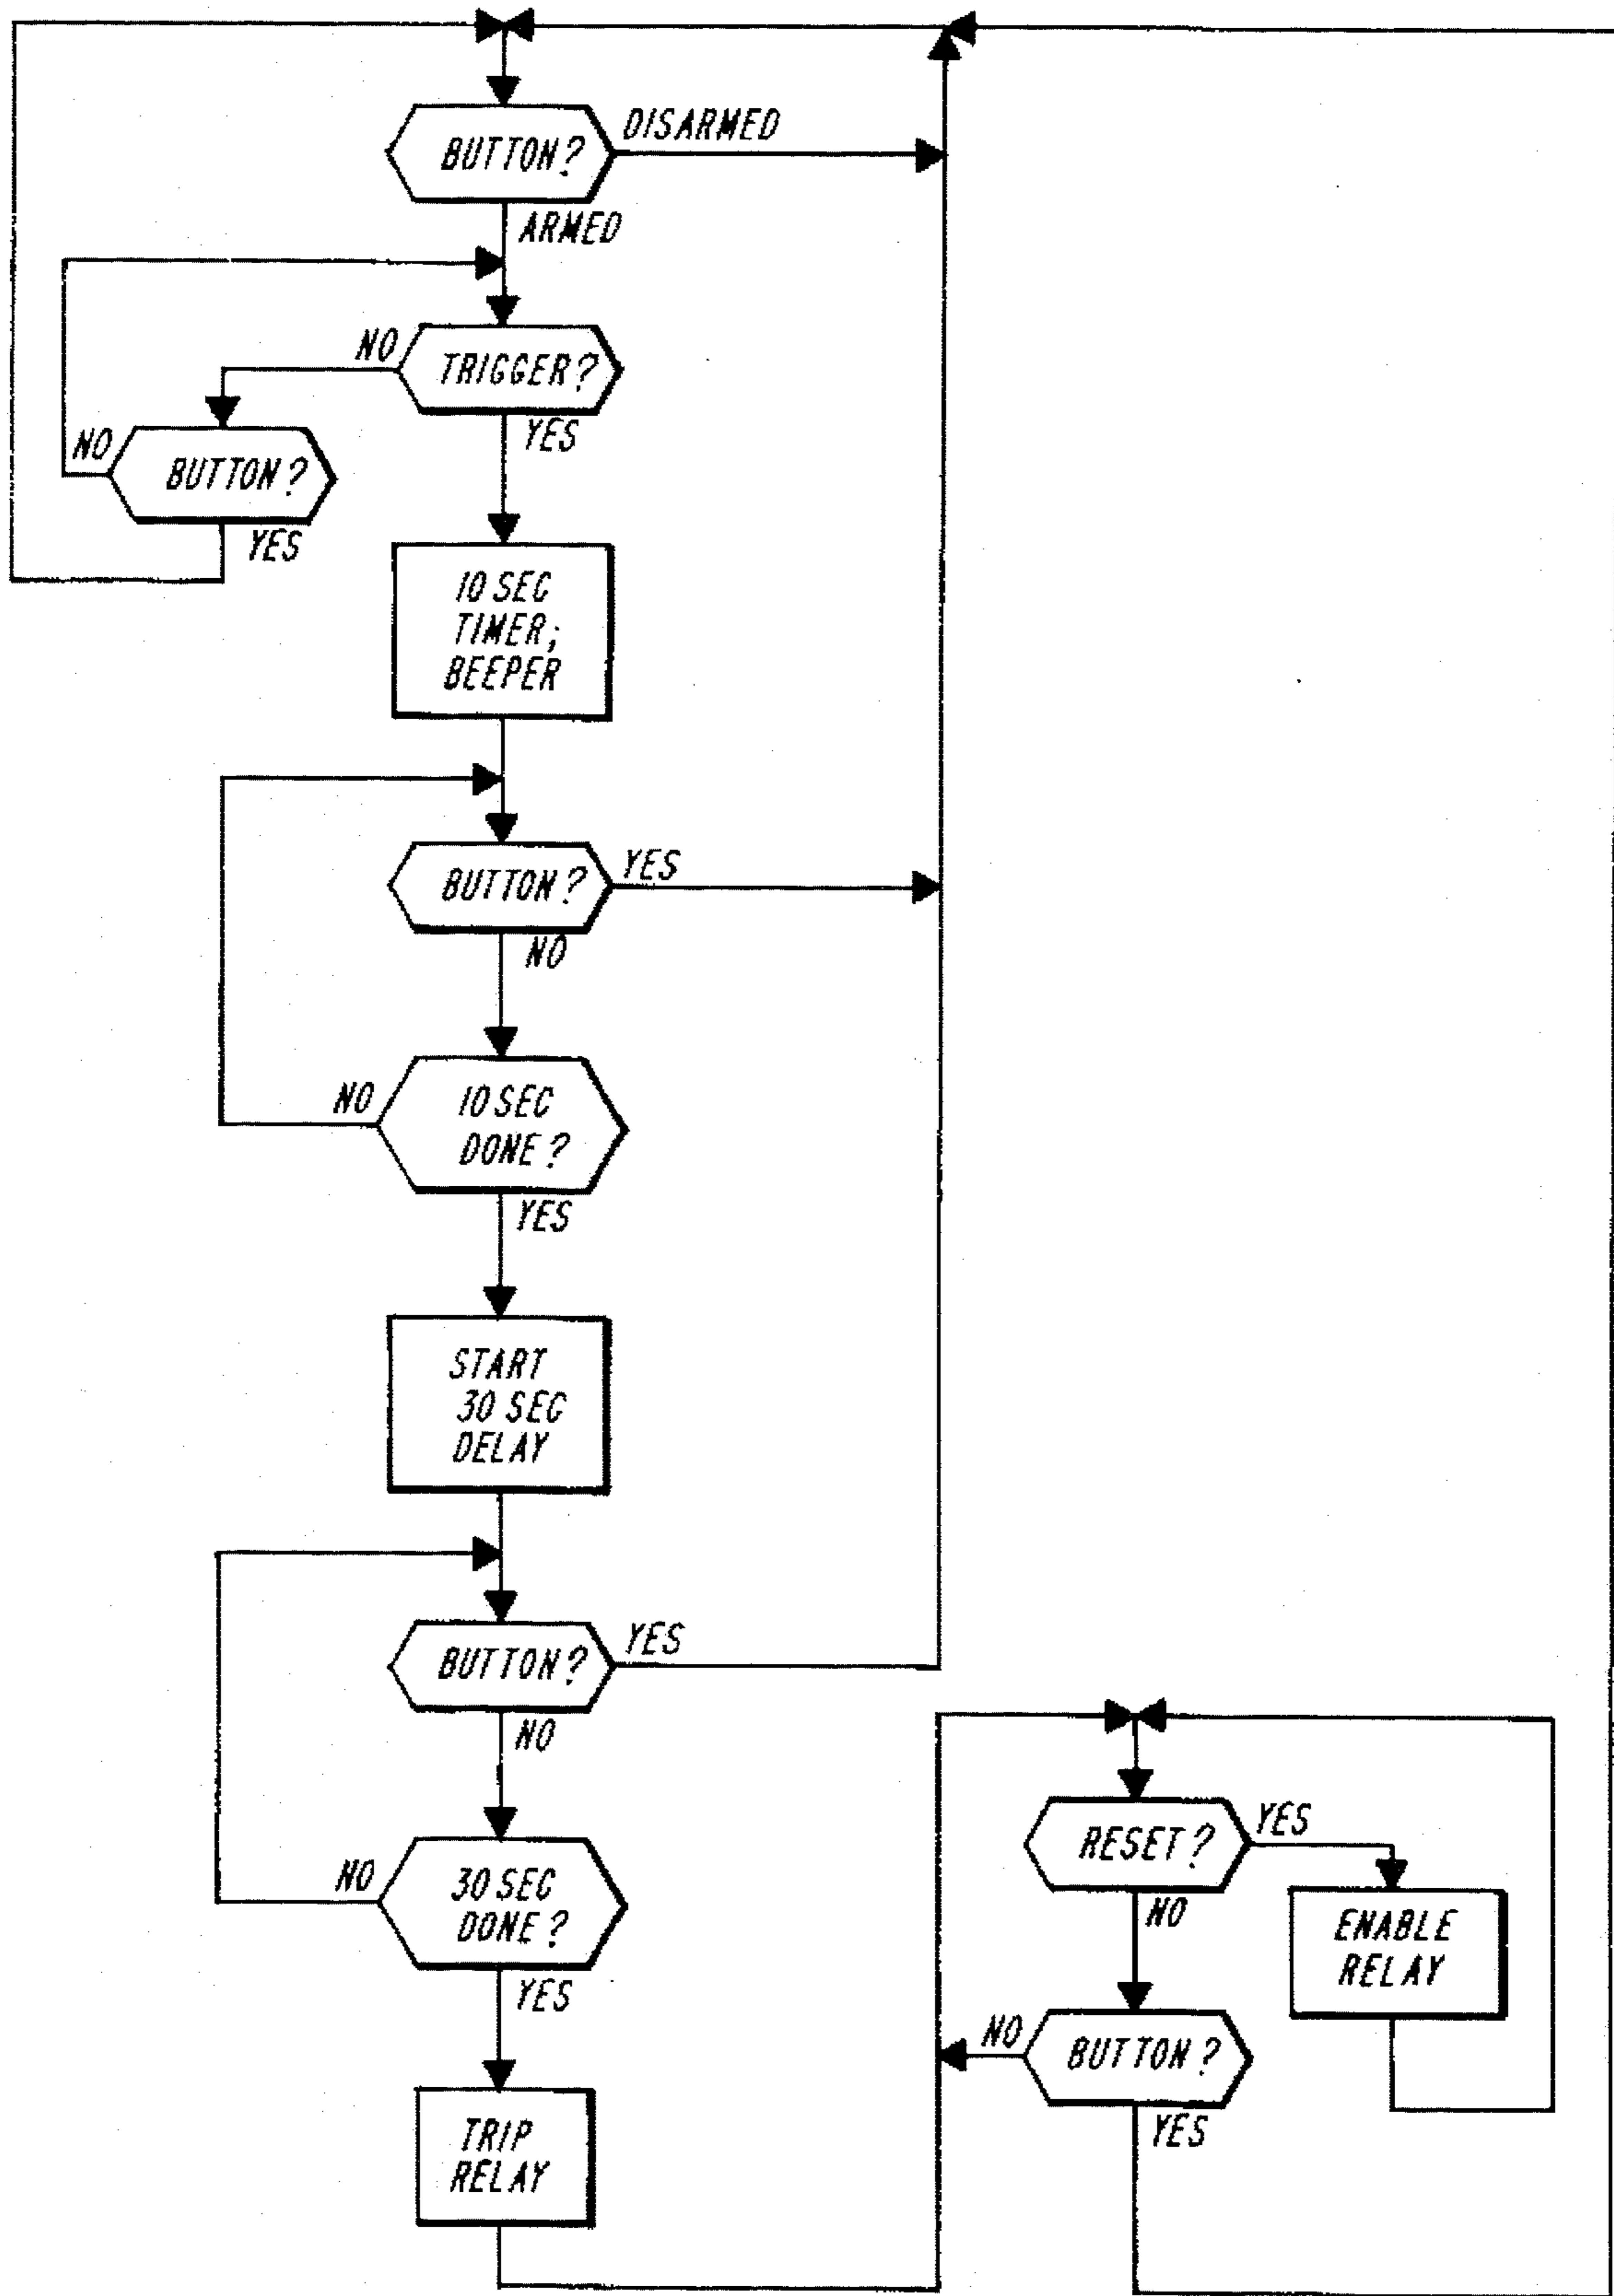 BUTTON?
DISARMED
ARMED
NO
TRIGGER?
YES
NO
BUTTON?
YES
10 SEC
TIMER;
BEEPER
BUTTON?
YES
NO
NO
10 SEC
DONE?
YES
START
30 SEC
DELAY
BUTTON?
YES
NO
NO
30 SEC
DONE?
YES
TRIP
RELAY
RESET?
YES
NO
ENABLE
RELAY
NO
BUTTON?
YES